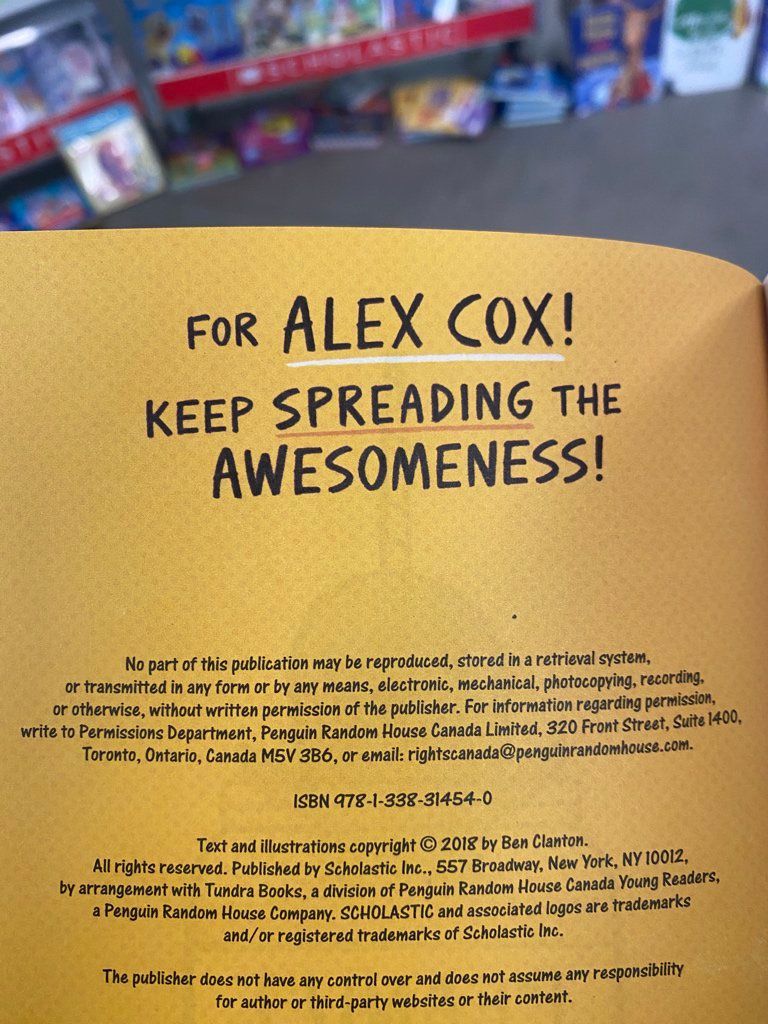 SCHOLASTIC
FOR ALEX COX!
KEEP SPREADING THE
AWESOMENESS!
No part of this publication may be reproduced, stored in a retrieval system,
or transmitted in any form or by any means, electronic, mechanical, photocopying, recording,
or otherwise, without written permission of the publisher. For information regarding permission,
write to Permissions Department, Penguin Random House Canada Limited, 320 Front Street, Suite 1400,
Toronto, Ontario, Canada M5V 3B6, or email: rightscanada@penguinrandomhouse.com.
ISBN 978-1-338-31454-0
Text and illustrations copyright © 2018 by Ben Clanton.
All rights reserved. Published by Scholastic Inc., 557 Broadway, New York, NY 10012,
by arrangement with Tundra Books, a division of Penguin Random House Canada Young Readers,
a Penguin Random House Company. SCHOLASTIC and associated logos are trademarks
and/or registered trademarks of Scholastic Inc.
The publisher does not have any control over and does not assume any responsibility
for author or third-party websites or their content.